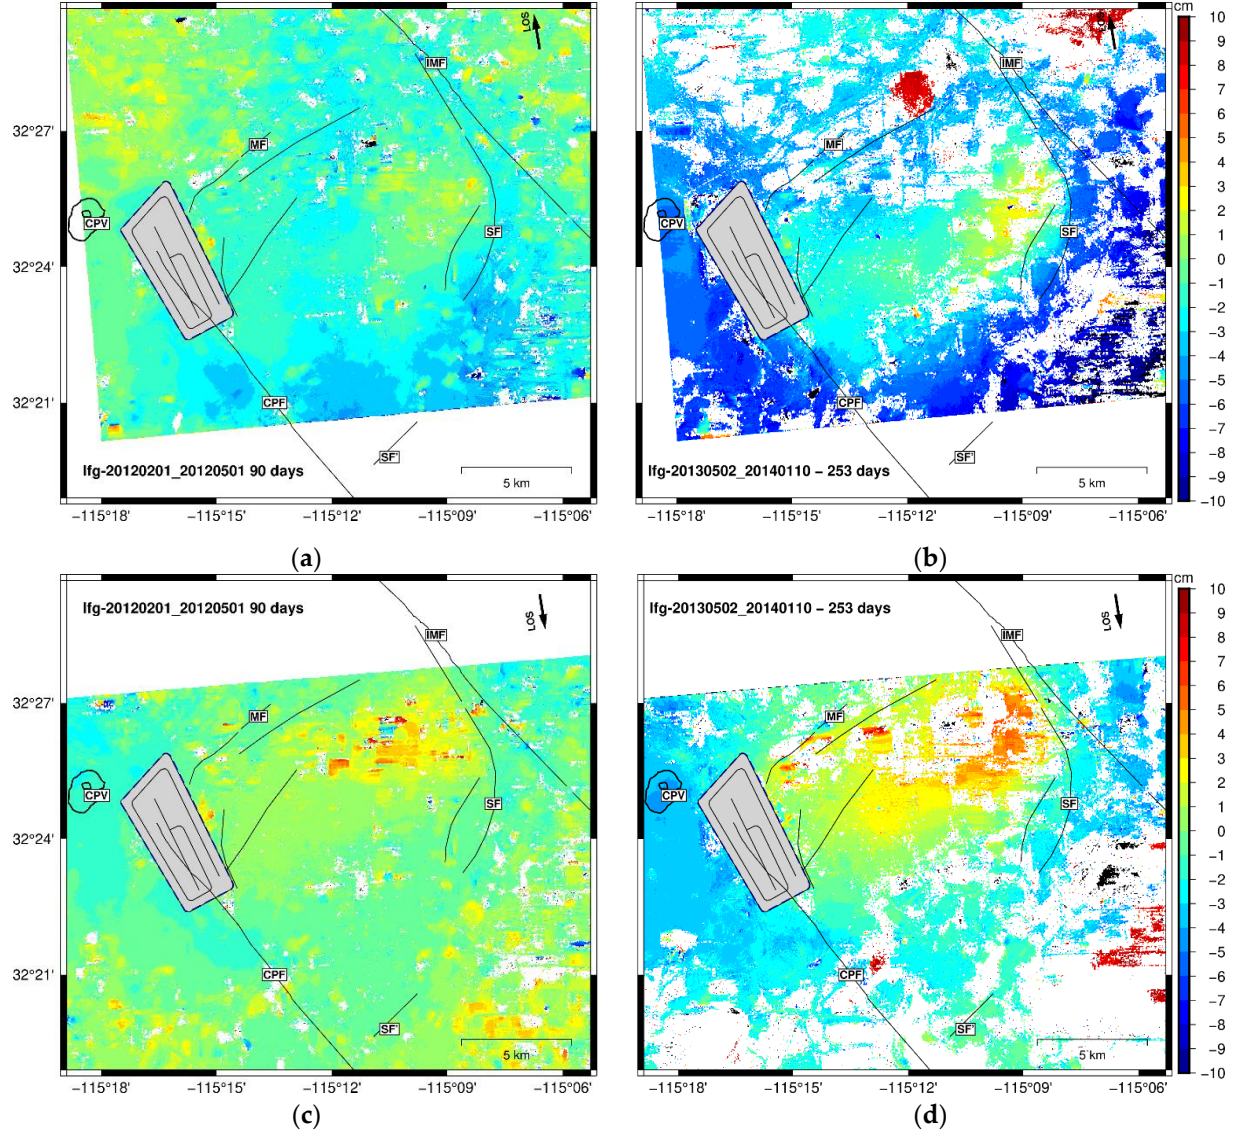 cm
LOS
LOS
IMF
IMF
10
9
8
7
6
5
4
3
2
1
0
−1
−2
−3
−4
−5
−6
−7
−8
−9
−10
32°27'
MF
MF
CPV
CPV
SF
SF
32°24'
32°21'
CPF
CPF
SF'
SF'
lfg-20120201_20120501 90 days
5 km
lfg-20130502_20140110 − 253 days
5 km
−115°18' −115°15' −115°12' −115°09' −115°06'
−115°18' −115°15' −115°12' −115°09' −115°06'
(a)
(b)
cm
lfg-20120201_20120501 90 days
LOS
lfg-20130502_20140110 − 253 days
LOS
IMF
IMF
10
9
8
7
6
5
4
3
2
1
0
−1
−2
−3
−4
−5
−6
−7
−8
−9
−10
32°27'
MF
MF
CPV
CPV
SF
SF
32°24'
32°21'
CPF
CPF
SF'
SF'
5 km
5 km
−115°18' −115°15' −115°12' −115°09' −115°06'
−115°18' −115°15' −115°12' −115°09' −115°06'
(c)
(d)